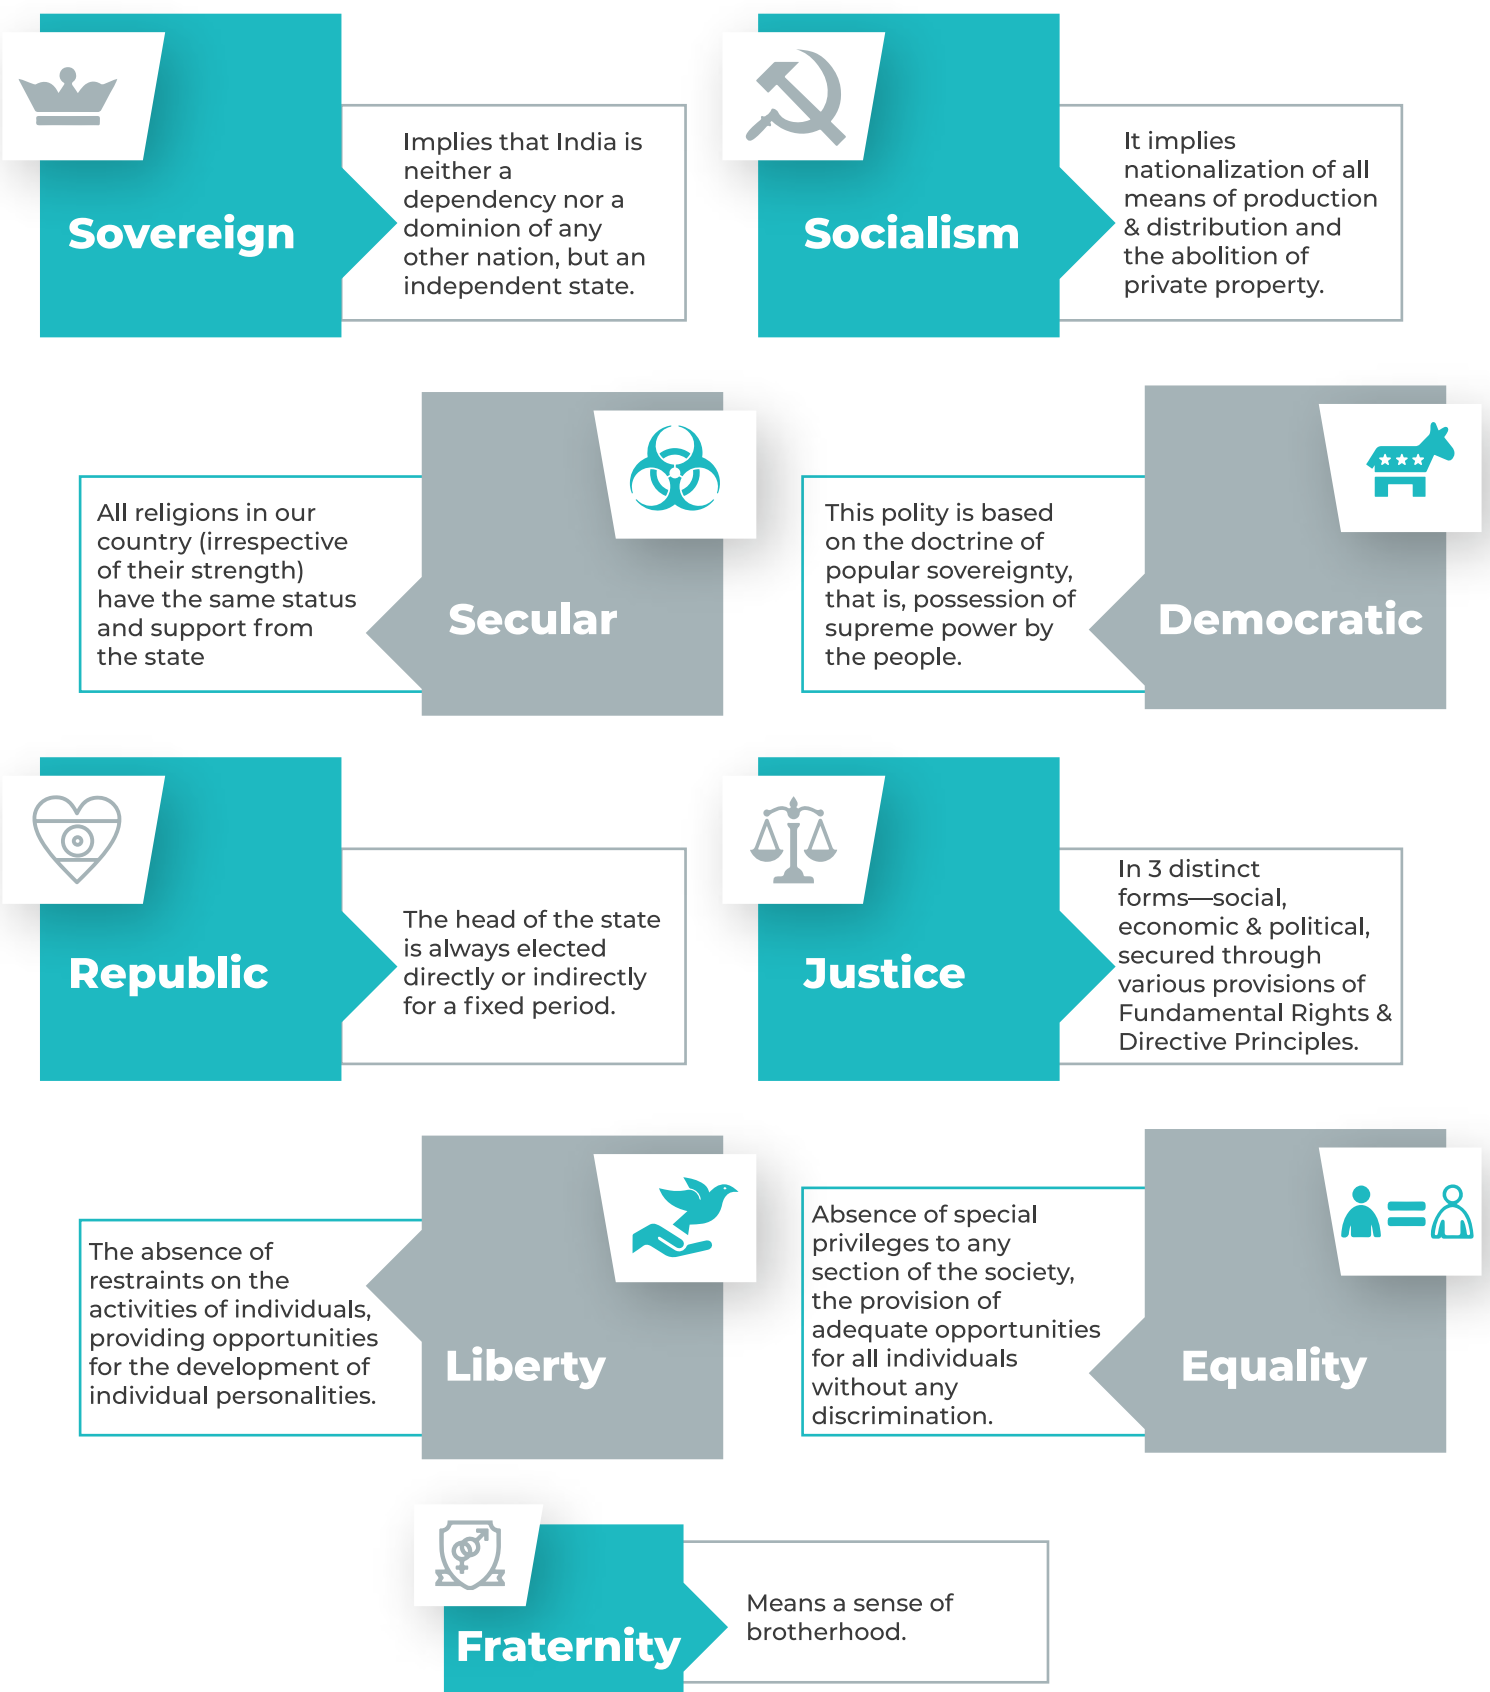 Sovereign
Implies that India is
neither a
dependency nor a
dominion of any
other nation, but an
independent state.
Socialism
It implies
nationalization of all
means of production
& distribution and
the abolition of
private property.
All religions in our
country (irrespective
of their strength)
have the same status
and support from
the state
Secular
This polity is based
on the doctrine of
popular sovereignty,
that is, possession of
supreme power by
the people.
Democratic
Republic
The head of the state
is always elected
directly or indirectly
for a fixed period.
Justice
In 3 distinct
forms—social,
economic & political,
secured through
various provisions of
Fundamental Rights &
Directive Principles.
The absence of
restraints on the
activities of individuals,
providing opportunities
for the development of
individual personalities.
Liberty
Absence of special
privileges to any
section of the society,
the provision of
adequate opportunities
for all individuals
without any
discrimination.
Equality
Fraternity
Means a sense of
brotherhood.